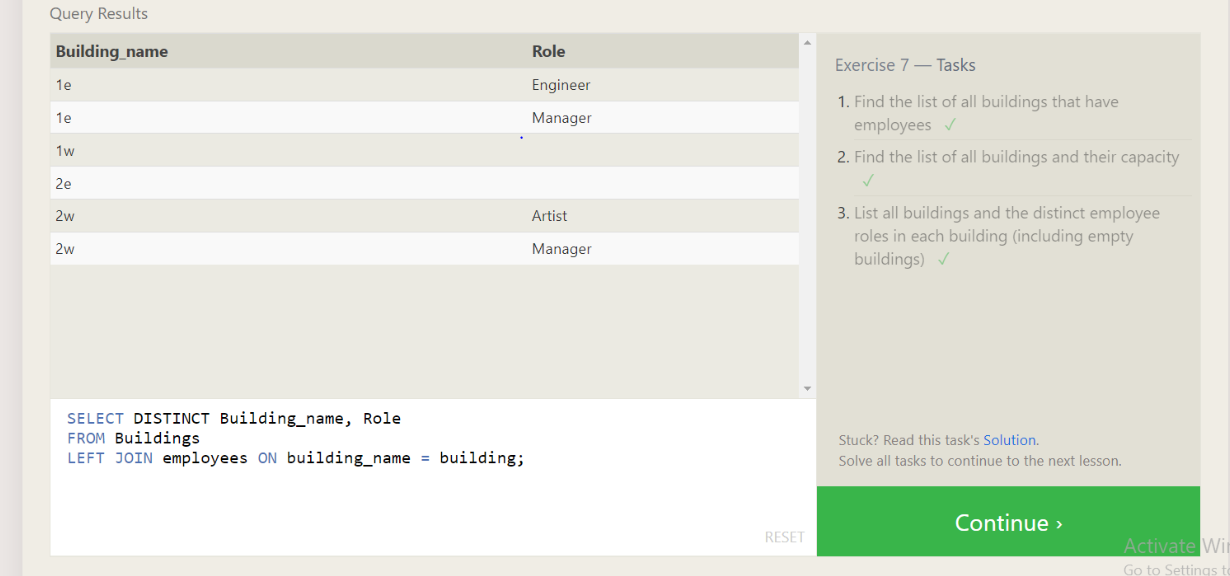 Query Results
Building_name Role
1e Engineer
1e Manager
1w
2e
2w Artist
2w Manager
SELECT DISTINCT Building_name, Role
FROM Buildings
LEFT JOIN employees ON building_name = building;
RESET
Exercise 7 — Tasks
1. Find the list of all buildings that have
employees ✓
2. Find the list of all buildings and their capacity
✓
3. List all buildings and the distinct employee
roles in each building (including empty
buildings) ✓
Stuck? Read this task's Solution.
Solve all tasks to continue to the next lesson.
Continue ›
Activate Wi
Go to Settings t